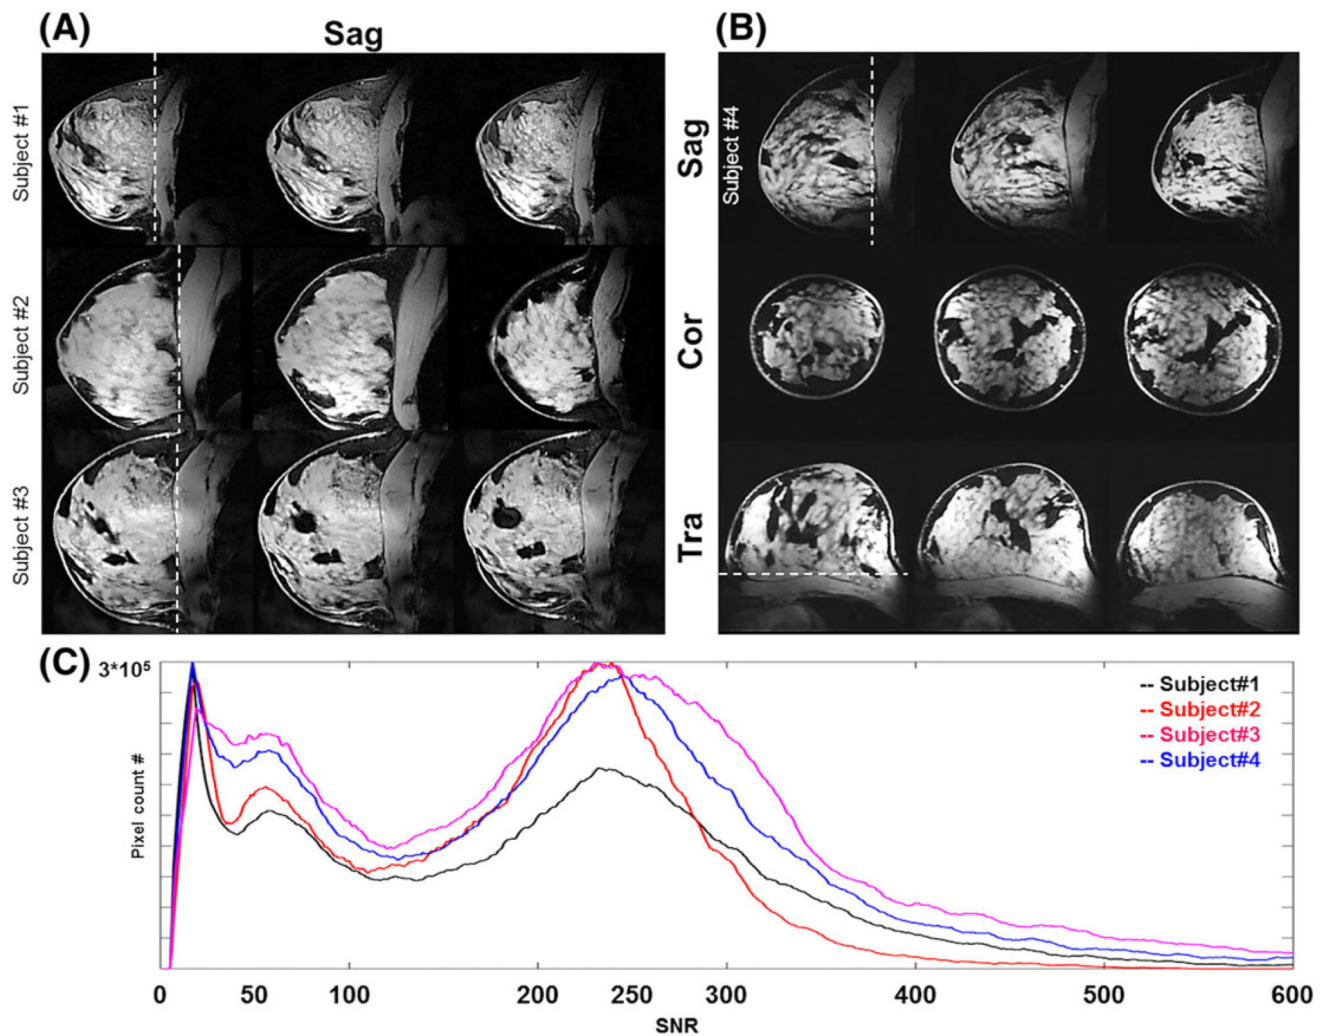 (A)
Sag
Subject #1
Subject #2
Subject #3
(B)
Sag
Subject #4
Cor
Tra
(C)
3*10⁵
Pixel count #
-- Subject#1
-- Subject#2
-- Subject#3
-- Subject#4
0 50 100 200 250 300 400 500 600
SNR